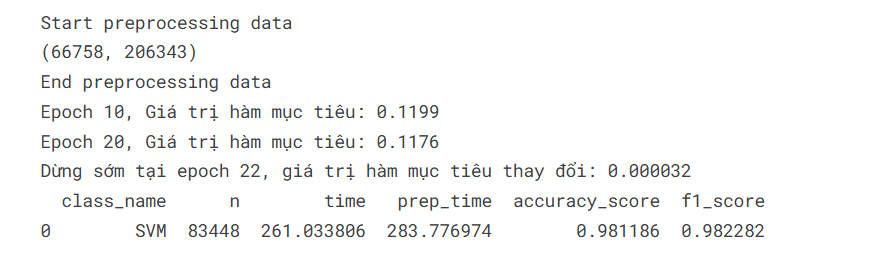 Start preprocessing data
(66758, 206343)
End preprocessing data
Epoch 10, Giá trị hàm mục tiêu: 0.1199
Epoch 20, Giá trị hàm mục tiêu: 0.1176
Dừng sớm tại epoch 22, giá trị hàm mục tiêu thay đổi: 0.000032
class_name n time prep_time accuracy_score f1_score
0 SVM 83448 261.033806 283.776974 0.981186 0.982282